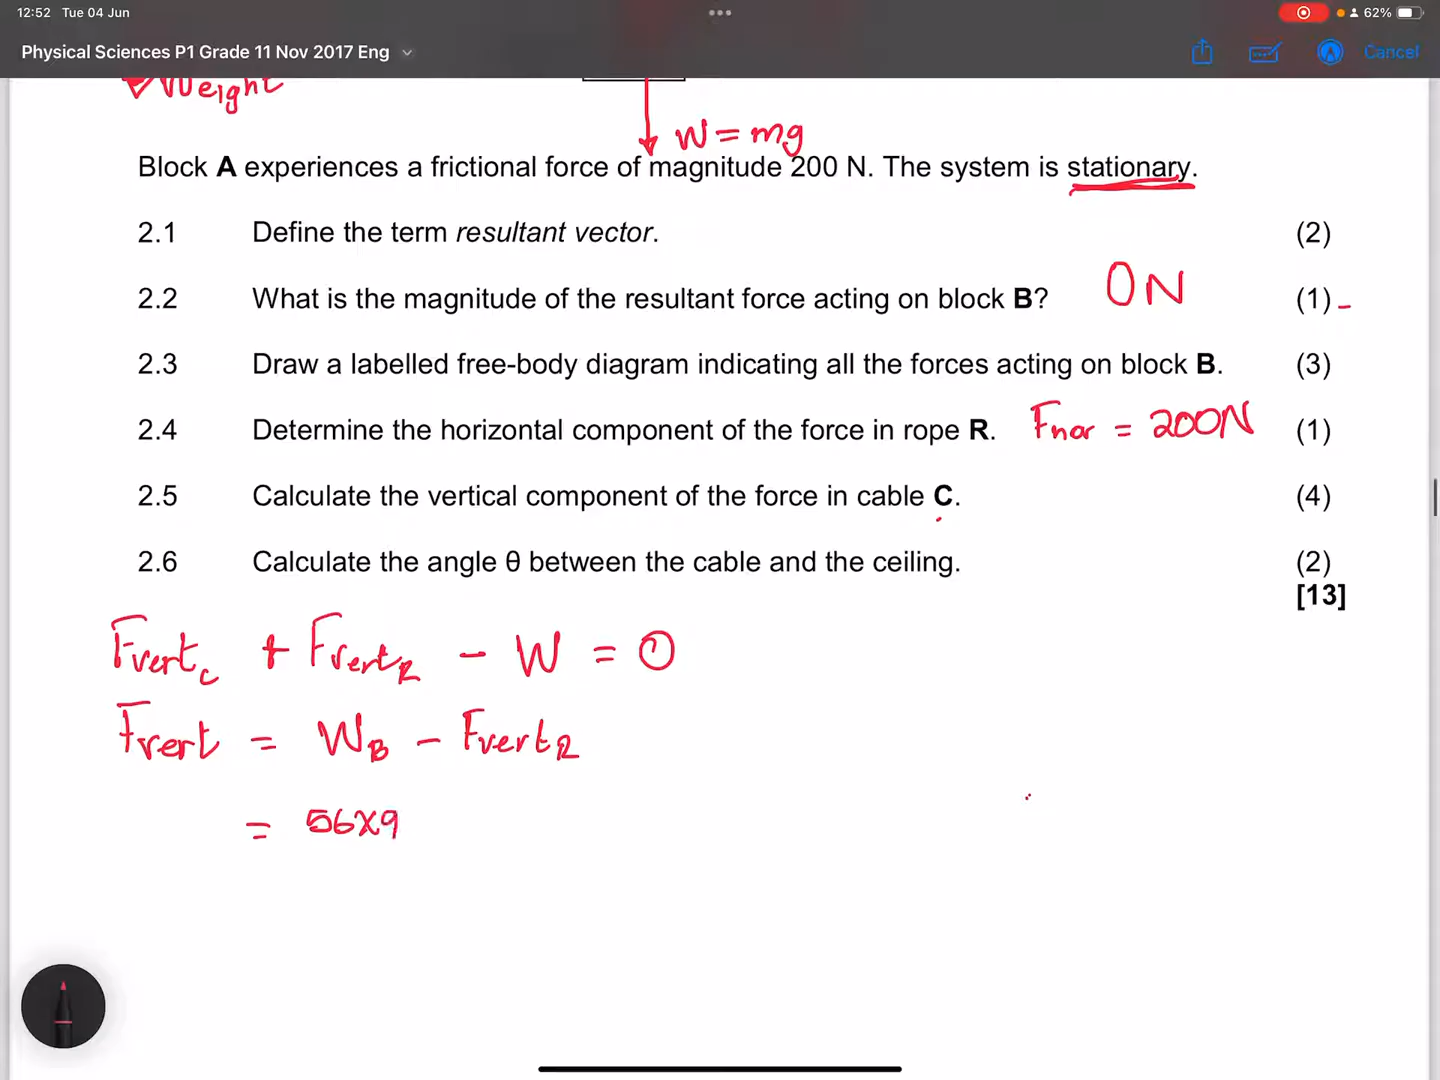 12:52 Tue 04 Jun
62%
Physical Sciences P1 Grade 11 Nov 2017 Eng
Cancel
Weight
W = mg
Block A experiences a frictional force of magnitude 200 N. The system is stationary.
2.1 Define the term resultant vector. (2)
2.2 What is the magnitude of the resultant force acting on block B? 0N (1) -
2.3 Draw a labelled free-body diagram indicating all the forces acting on block B. (3)
2.4 Determine the horizontal component of the force in rope R. Fhor = 200N (1)
2.5 Calculate the vertical component of the force in cable C. (4)
2.6 Calculate the angle θ between the cable and the ceiling. (2)
[13]
Fvertc + FvertR - W = 0
Fvert = WB - FvertR
= 56x9